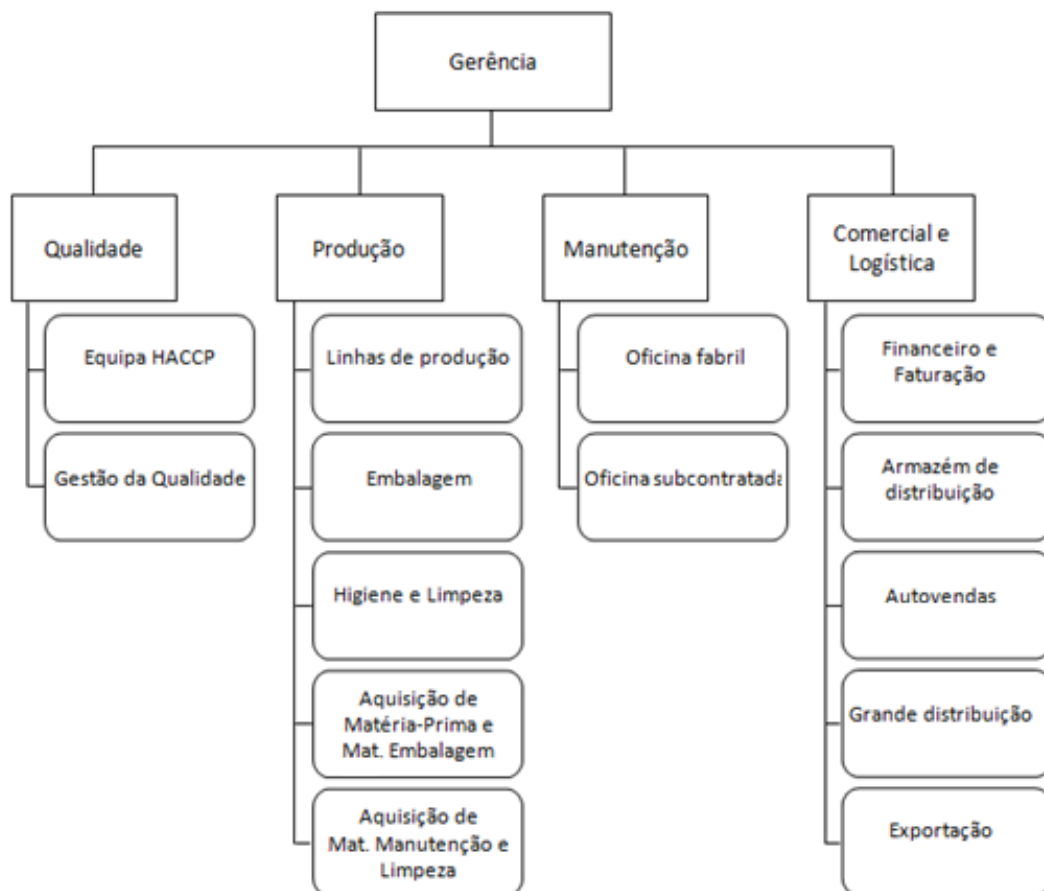 Gerência
Qualidade
Produção
Manutenção
Comercial e
Logística
Equipa HACCP
Gestão da Qualidade
Linhas de produção
Embalagem
Higiene e Limpeza
Aquisição de
Matéria-Prima e
Mat. Embalagem
Aquisição de
Mat. Manutenção e
Limpeza
Oficina fabril
Oficina subcontratada
Financeiro e
Faturação
Armazém de
distribuição
Autovendas
Grande distribuição
Exportação